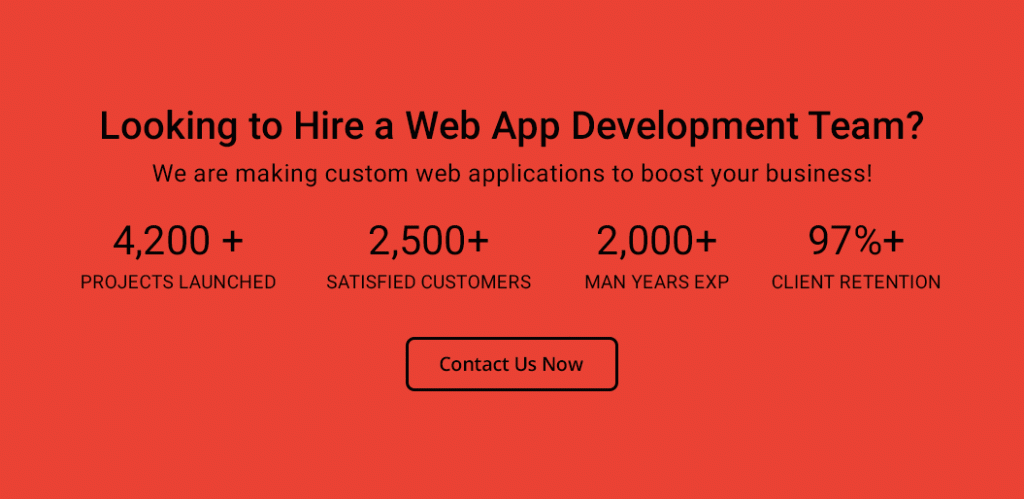 Looking to Hire a Web App Development Team?
We are making custom web applications to boost your business!
4,200 + 2,500+ 2,000+ 97%+
PROJECTS LAUNCHED SATISFIED CUSTOMERS MAN YEARS EXP CLIENT RETENTION
Contact Us Now